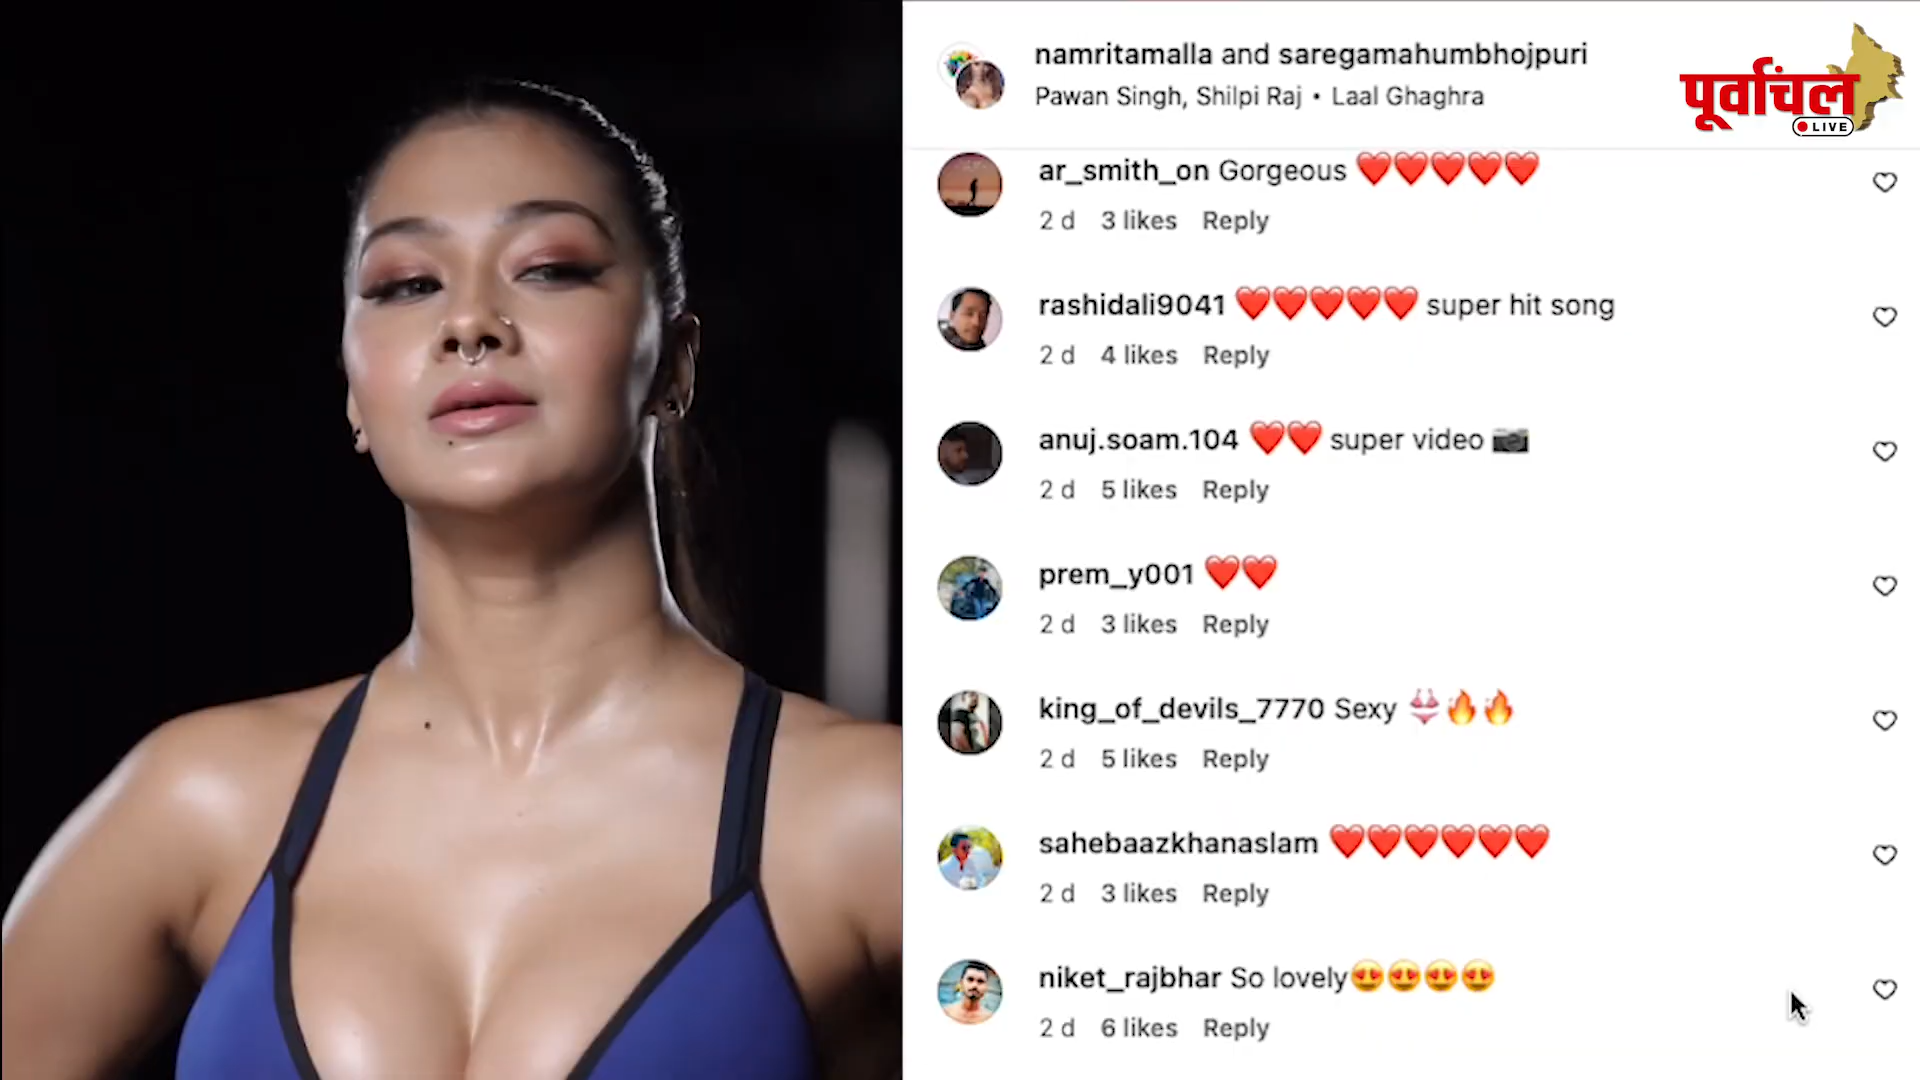 namritamalla and saregamahumbhojpuri
Pawan Singh, Shilpi Raj • Laal Ghaghra
पूर्वांचल
LIVE
ar_smith_on Gorgeous ❤️❤️❤️❤️❤️
2 d 3 likes Reply
rashidali9041 ❤️❤️❤️❤️❤️ super hit song
2 d 4 likes Reply
anuj.soam.104 ❤️❤️ super video 📷
2 d 5 likes Reply
prem_y001 ❤️❤️
2 d 3 likes Reply
king_of_devils_7770 Sexy 👙🔥🔥
2 d 5 likes Reply
sahebaazkhanaslam ❤️❤️❤️❤️❤️❤️
2 d 3 likes Reply
niket_rajbhar So lovely😍😍😍😍
2 d 6 likes Reply